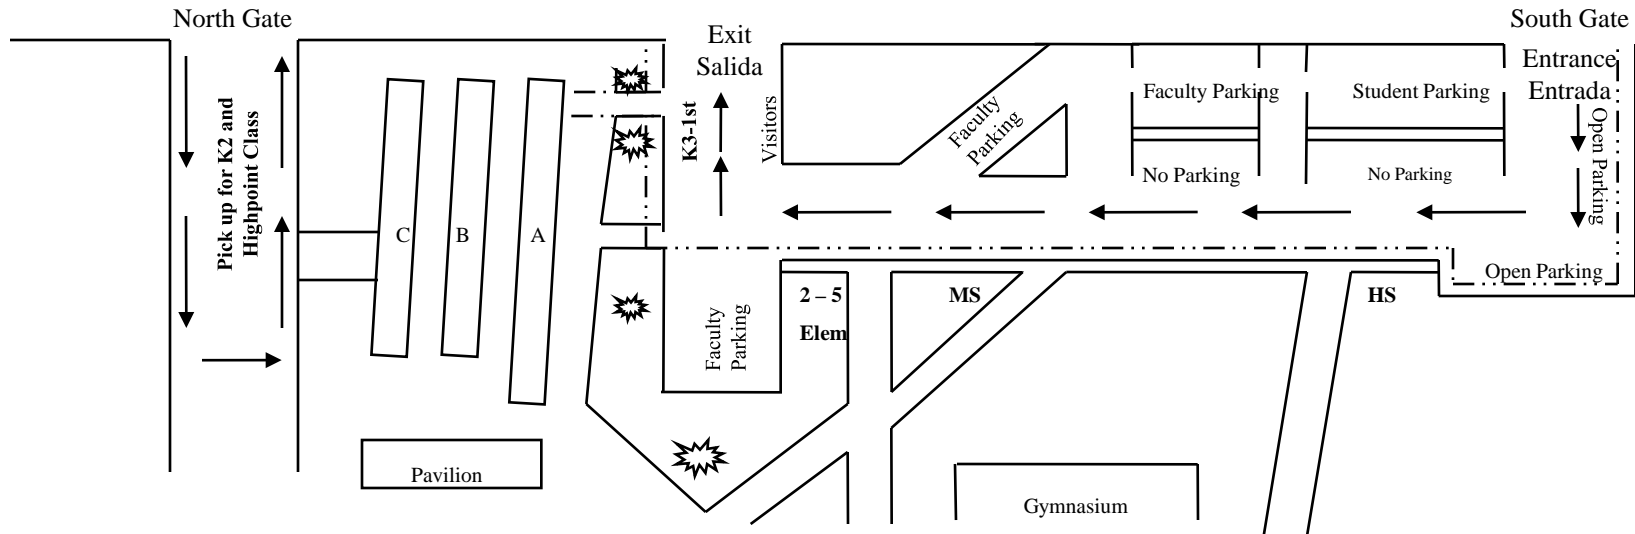 North Gate
South Gate
Exit
Salida
Entrance
Entrada
Pick up for K2 and
Highpoint Class
K3-1st
Visitors
Faculty
Parking
Faculty Parking
Student Parking
Open Parking
No Parking
No Parking
C
B
A
Open Parking
2 – 5
Elem
MS
HS
Faculty
Parking
Pavilion
Gymnasium